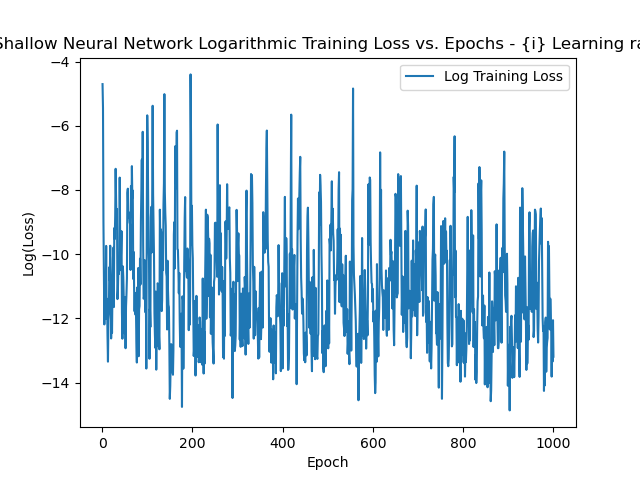 Shallow Neural Network Logarithmic Training Loss vs. Epochs - {i} Learning ra
Log Training Loss
Log(Loss)
−4
−6
−8
−10
−12
−14
0 200 400 600 800 1000
Epoch